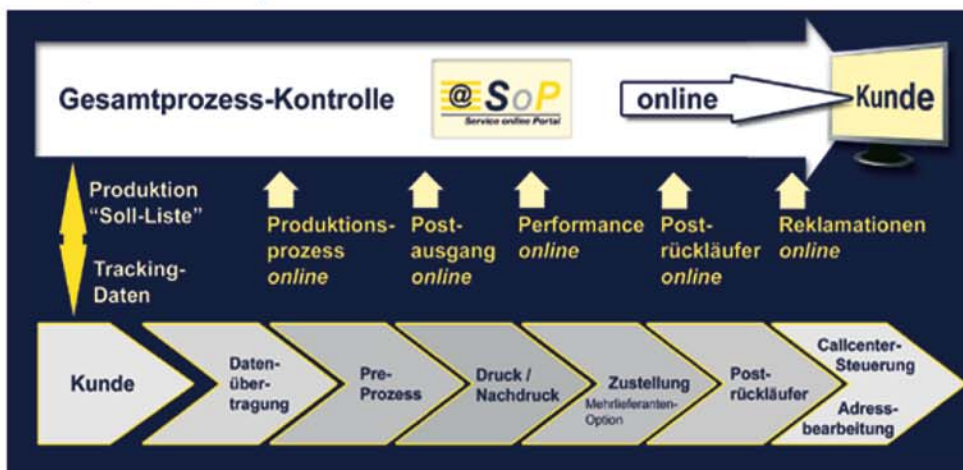 Gesamtprozess-Kontrolle
@ SoP
Service online Portal
online
Kunde
Produktion
"Soll-Liste"
Tracking-
Daten
Produktions-
prozess
online
Post-
ausgang
online
Performance
online
Post-
rückläufer
online
Reklamationen
online
Kunde
Daten-
über-
tragung
Pre-
Prozess
Druck /
Nachdruck
Zustellung
Mehrlieferanten-
Option
Post-
rückläufer
Callcenter-
Steuerung
Adress-
bearbeitung